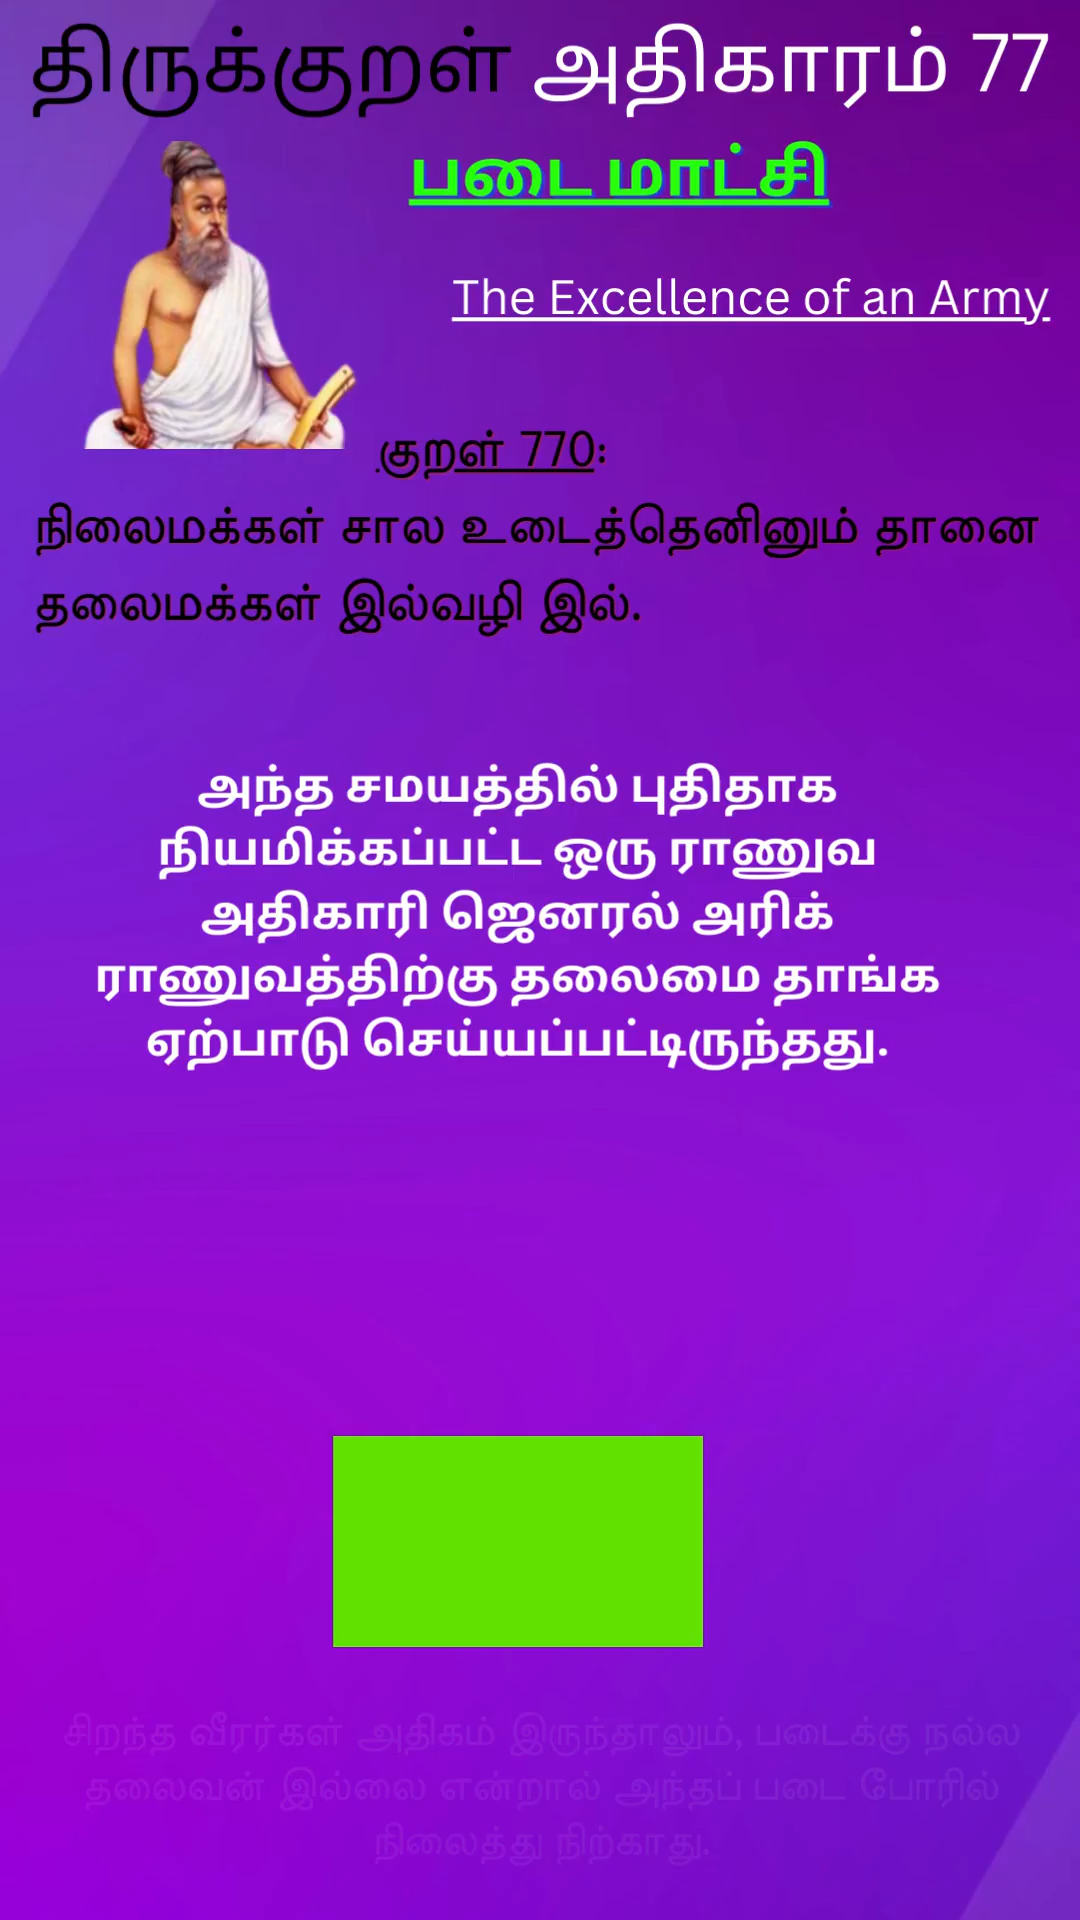 திருக்குறள் அதிகாரம் 77
படை மாட்சி
The Excellence of an Army
குறள் 770:
நிலைமக்கள் சால உடைத்தெனினும் தானை
தலைமக்கள் இல்வழி இல்.
அந்த சமயத்தில் புதிதாக
நியமிக்கப்பட்ட ஒரு ராணுவ
அதிகாரி ஜெனரல் அரிக்
ராணுவத்திற்கு தலைமை தாங்க
ஏற்பாடு செய்யப்பட்டிருந்தது.
சிறந்த வீரர்கள் அதிகம் இருந்தாலும், படைக்கு நல்ல
தலைவன் இல்லை என்றால் அந்தப் படை போரில்
நிலைத்து நிற்காது.